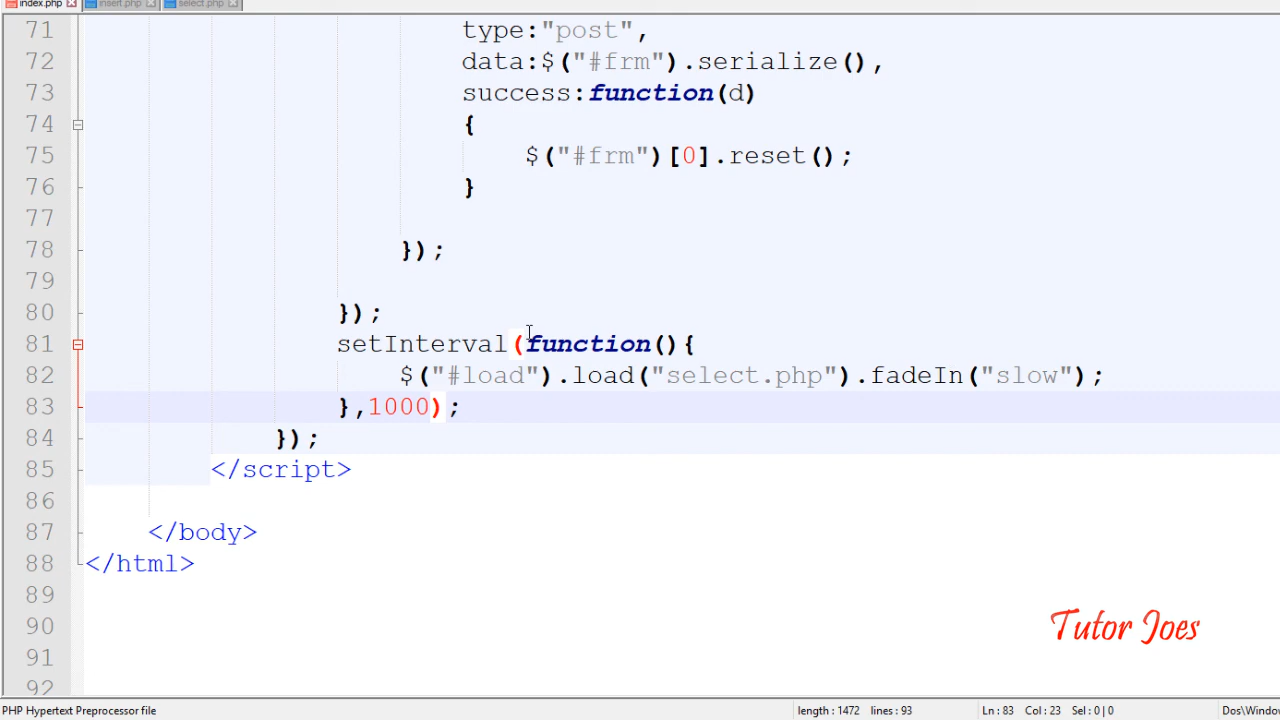 index.php insert.php select.php
71 type:"post",
72 data:$("#frm").serialize(),
73 success:function(d)
74 {
75 $("#frm")[0].reset();
76 }
77
78 });
79
80 });
81 setInterval(function(){
82 $("#load").load("select.php").fadeIn("slow");
83 },1000);
84 });
85 </script>
86
87 </body>
88 </html>
89
90
91
92
Tutor Joes
PHP Hypertext Preprocessor file length : 1472 lines : 93 Ln : 83 Col : 23 Sel : 0 | 0 Dos\Window